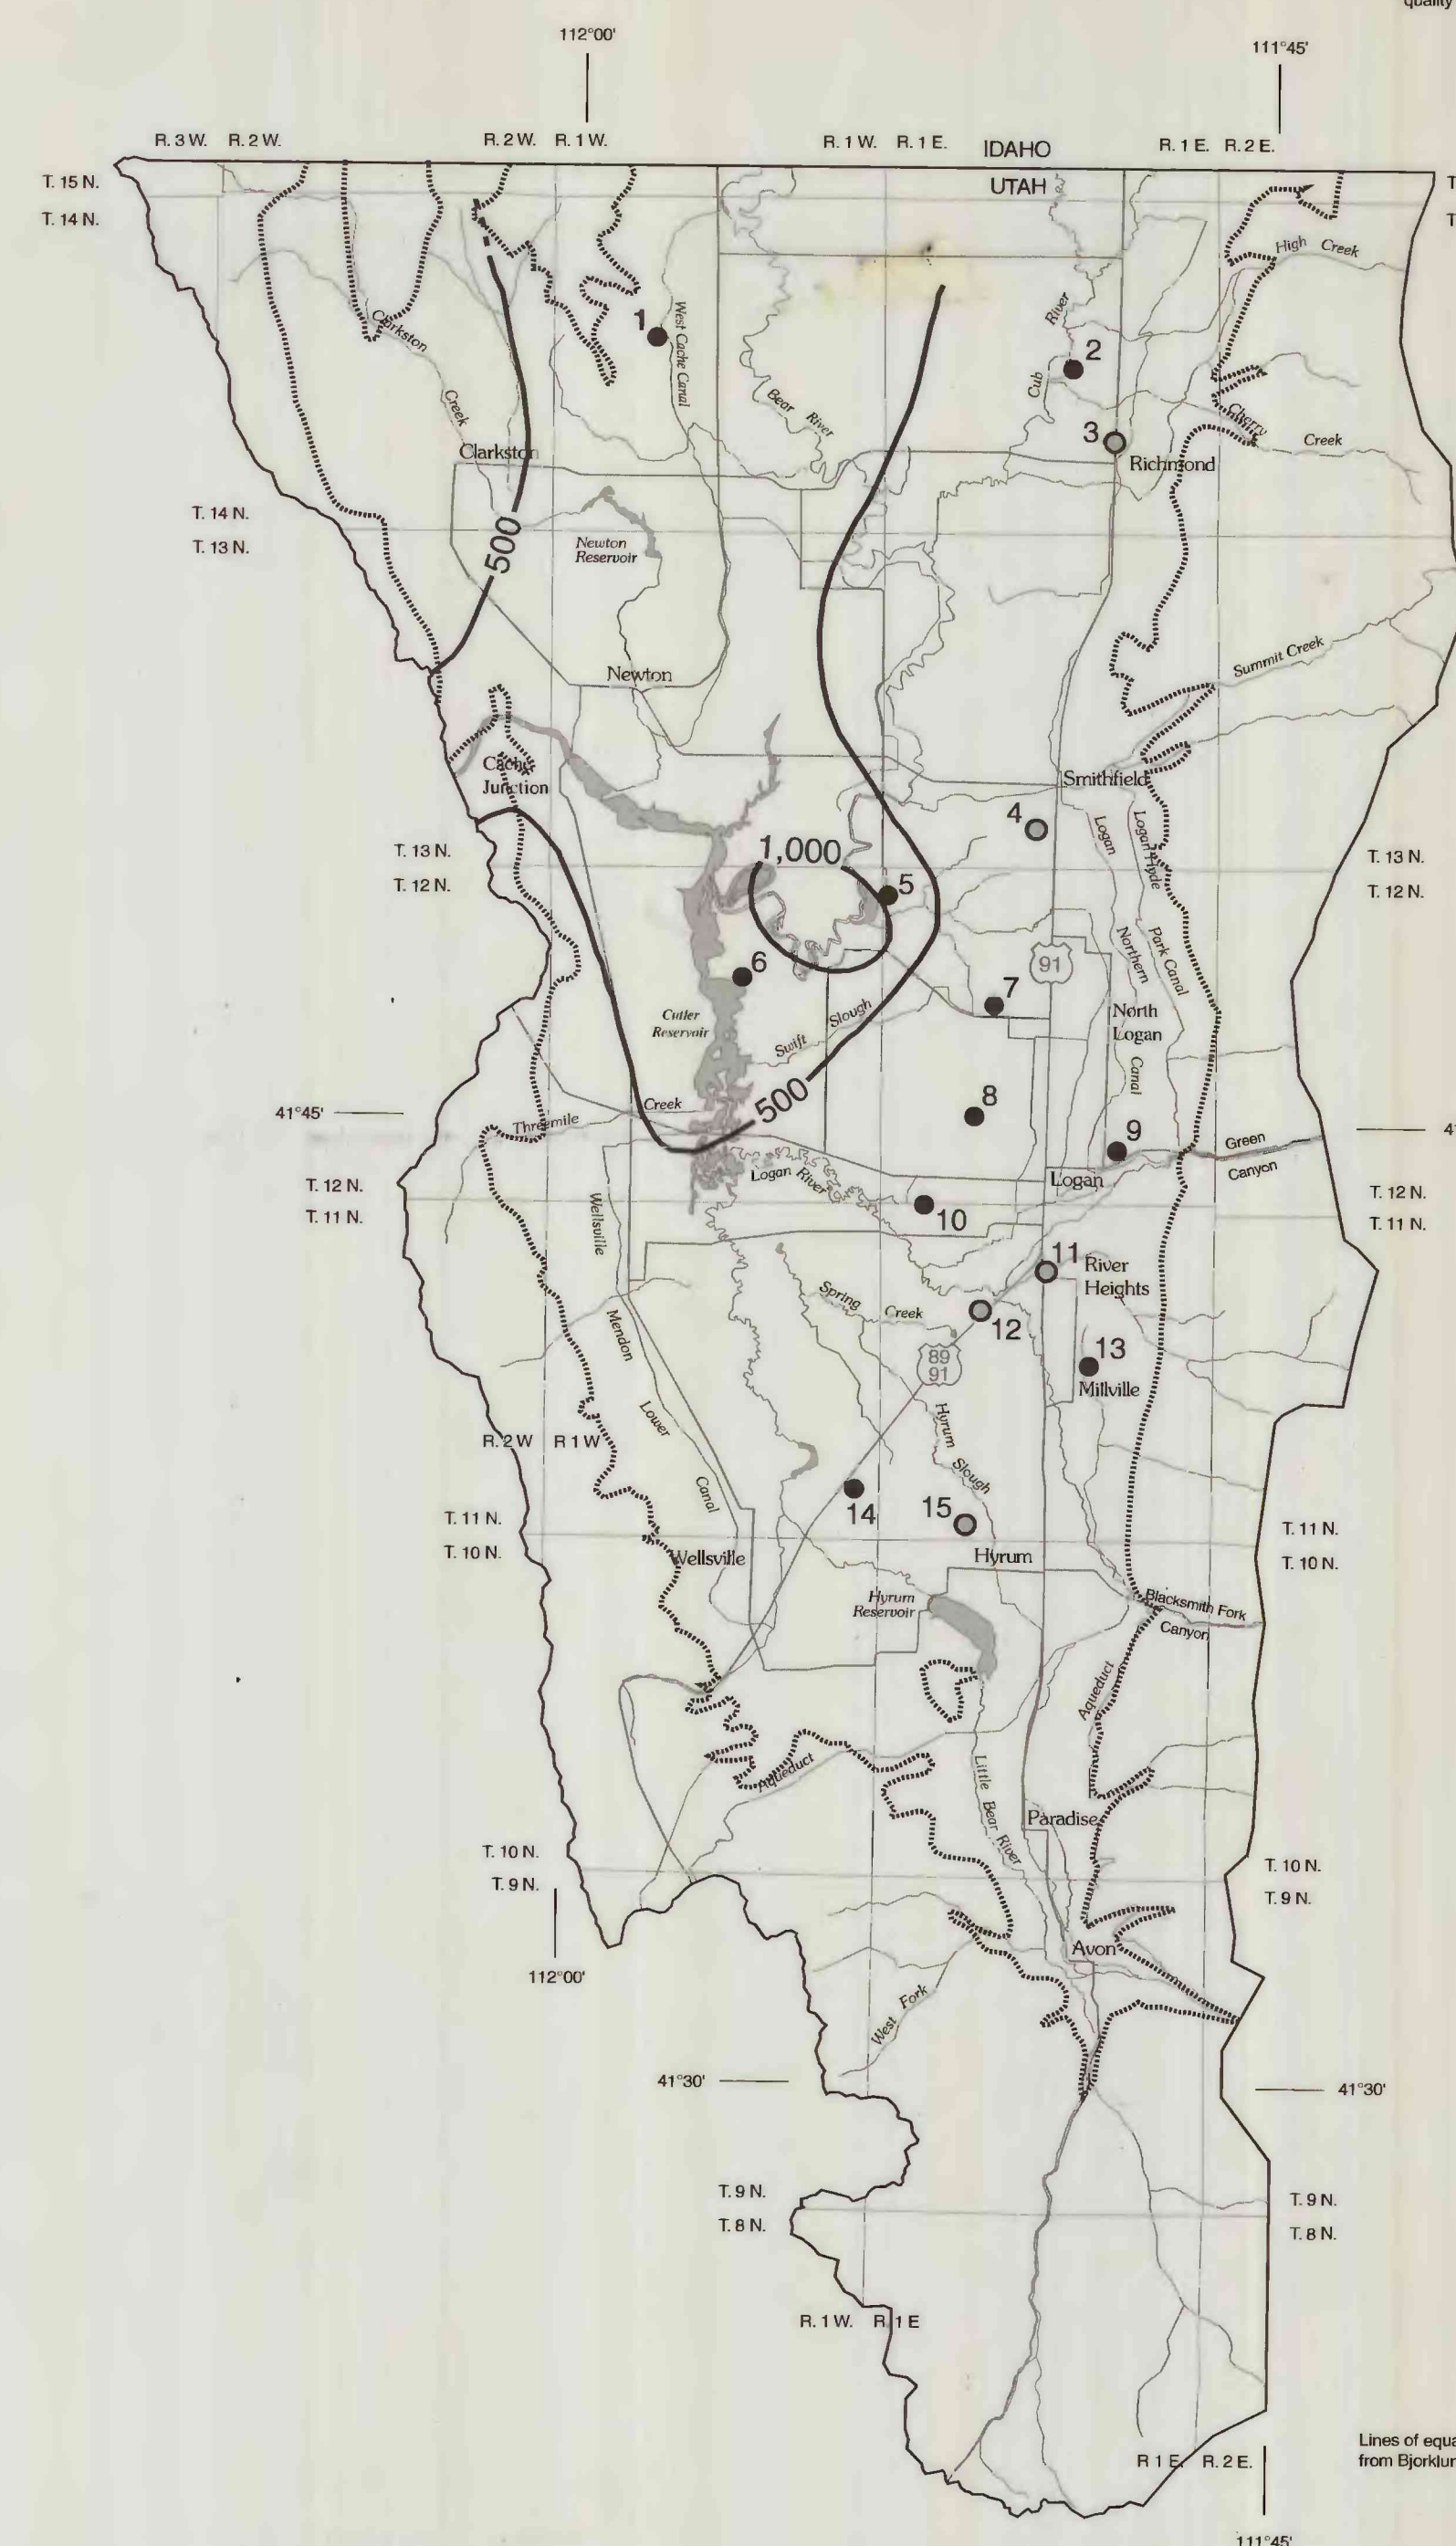 quality
112°00'
111°45'
R. 3 W. R. 2 W.
R. 2 W. R. 1 W.
R. 1 W. R. 1 E.
IDAHO
R. 1 E. R. 2 E.
T. 15 N.
UTAH
T
T. 14 N.
T
High Creek
Clarkston
Creek
1
West Cache Canal
River
Cub
2
Bear River
Cherry
Creek
3
Clarkston
Richmond
T. 14 N.
T. 13 N.
500
Newton
Reservoir
Summit Creek
Newton
Cache
Junction
Smithfield
4
Logan
Logan Hyde
1,000
T. 13 N.
T. 13 N.
T. 12 N.
T. 12 N.
5
Northern
Park Canal
91
6
7
Cutler
Reservoir
Swift Slough
North
Logan
Canal
500
8
41°45'
4
Creek
Threemile
9
Green
Canyon
Logan River
Logan
T. 12 N.
T. 12 N.
T. 11 N.
T. 11 N.
Wellsville
10
11
River
Heights
Spring Creek
12
Mendon
89
91
13
Millville
Lower
Hyrum
Slough
R. 2 W R 1 W
Canal
14
15
T. 11 N.
T. 11 N.
T. 10 N.
T. 10 N.
Wellsville
Hyrum
Hyrum
Reservoir
Blacksmith Fork
Canyon
Aqueduct
Aqueduct
Little Bear River
Paradise
T. 10 N.
T. 10 N.
T. 9 N.
T. 9 N.
Avon
112°00'
West Fork
41°30'
41°30'
T. 9 N.
T. 9 N.
T. 8 N.
T. 8 N.
R. 1 W. R. 1 E
Lines of equa
from Bjorklun
R 1 E. R. 2 E.
111°45'